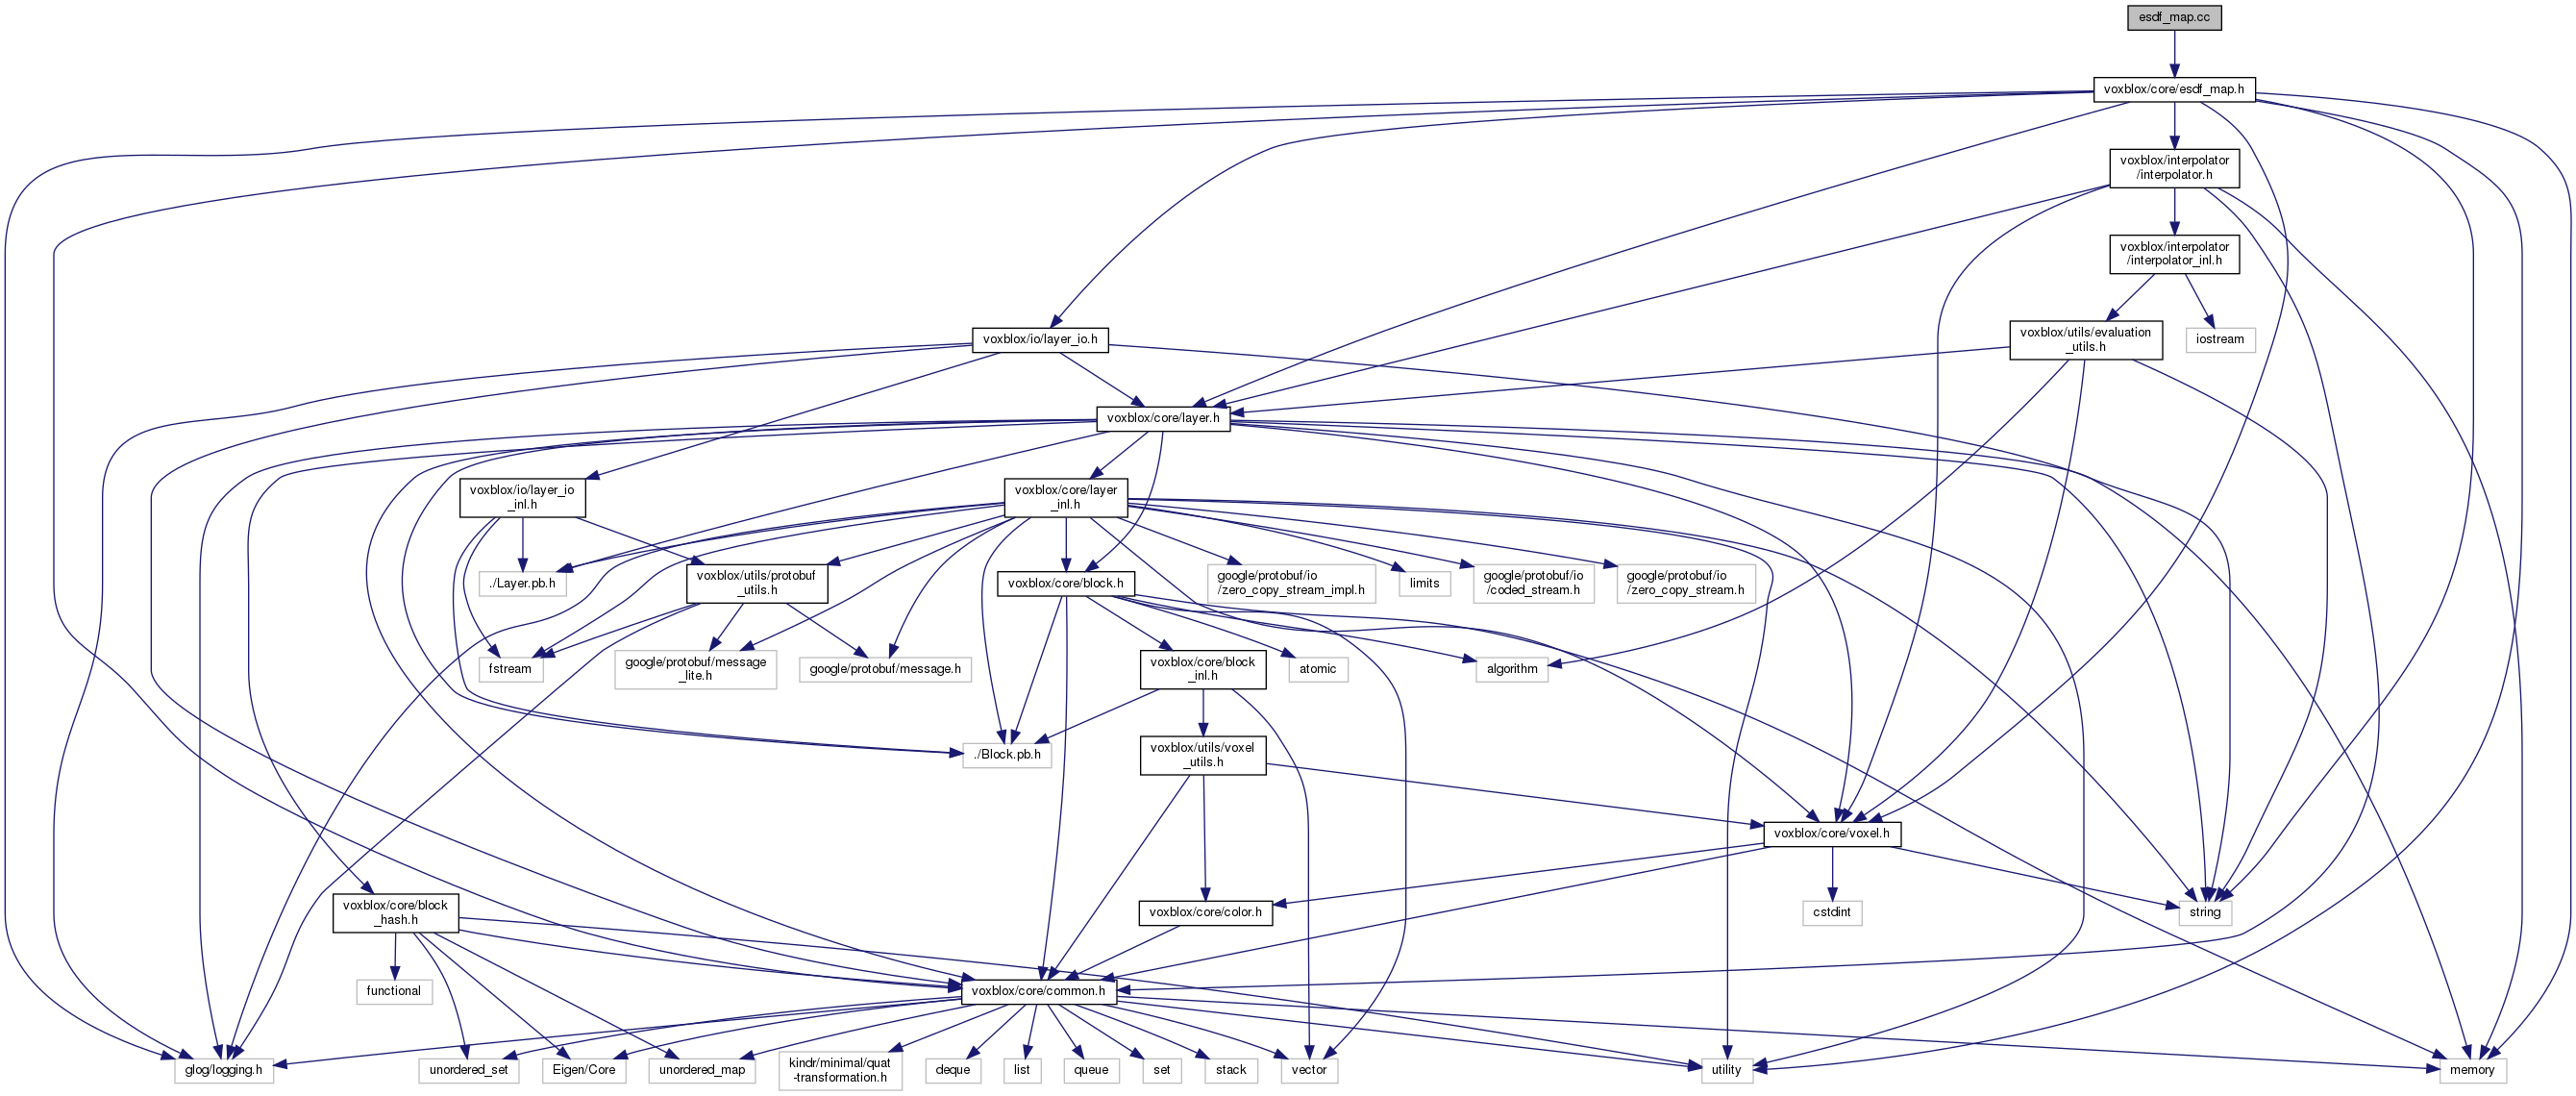 esdf_map.cc
voxblox/core/esdf_map.h
voxblox/interpolator
/interpolator.h
voxblox/interpolator
/interpolator_inl.h
voxblox/io/layer_io.h
voxblox/utils/evaluation
_utils.h
iostream
voxblox/core/layer.h
voxblox/io/layer_io
_inl.h
voxblox/core/layer
_inl.h
./Layer.pb.h
voxblox/utils/protobuf
_utils.h
voxblox/core/block.h
google/protobuf/io
/zero_copy_stream_impl.h
limits
google/protobuf/io
/coded_stream.h
google/protobuf/io
/zero_copy_stream.h
fstream
google/protobuf/message
_lite.h
google/protobuf/message.h
voxblox/core/block
_inl.h
atomic
algorithm
./Block.pb.h
voxblox/utils/voxel
_utils.h
voxblox/core/voxel.h
voxblox/core/block
_hash.h
voxblox/core/color.h
cstdint
string
functional
voxblox/core/common.h
glog/logging.h
unordered_set
Eigen/Core
unordered_map
kindr/minimal/quat
-transformation.h
deque
list
queue
set
stack
vector
utility
memory